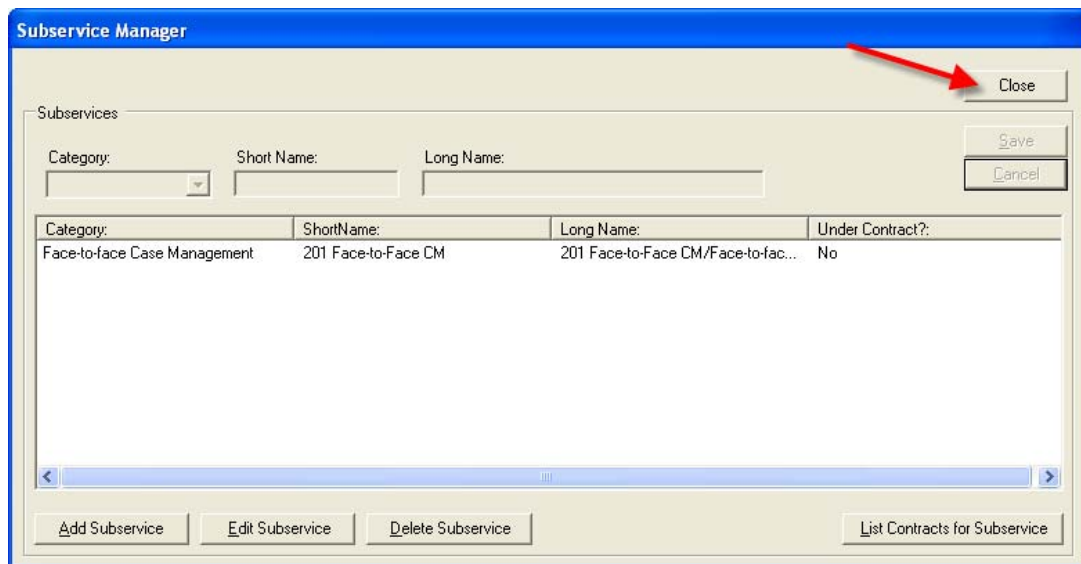 Subservice Manager
Close
Subservices
Save
Category: Short Name: Long Name:
Cancel
Category: ShortName: Long Name: Under Contract?:
Face-to-face Case Management 201 Face-to-Face CM 201 Face-to-Face CM/Face-to-fac... No
Add Subservice Edit Subservice Delete Subservice List Contracts for Subservice